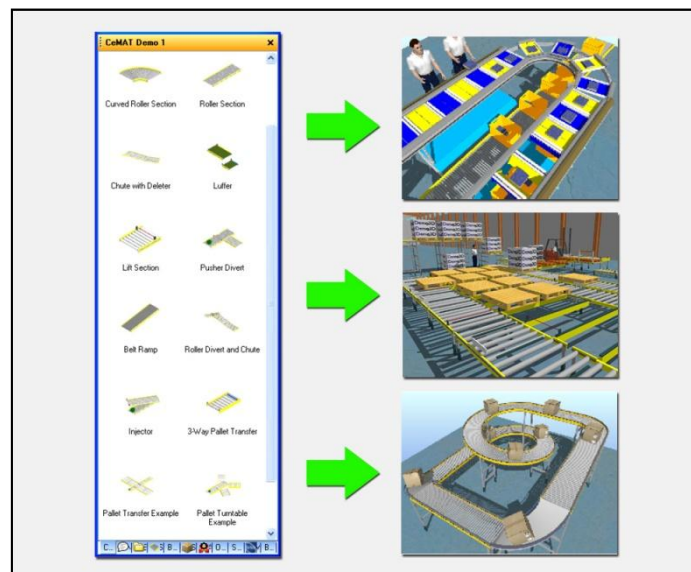 CeMAT Demo 1
Curved Roller Section
Roller Section
Chute with Deleter
Luffer
Lift Section
Pusher Divert
Belt Ramp
Roller Divert and Chute
Injector
3-Way Pallet Transfer
Pallet Transfer Example
Pallet Turntable
Example
C... B... O... S... B...